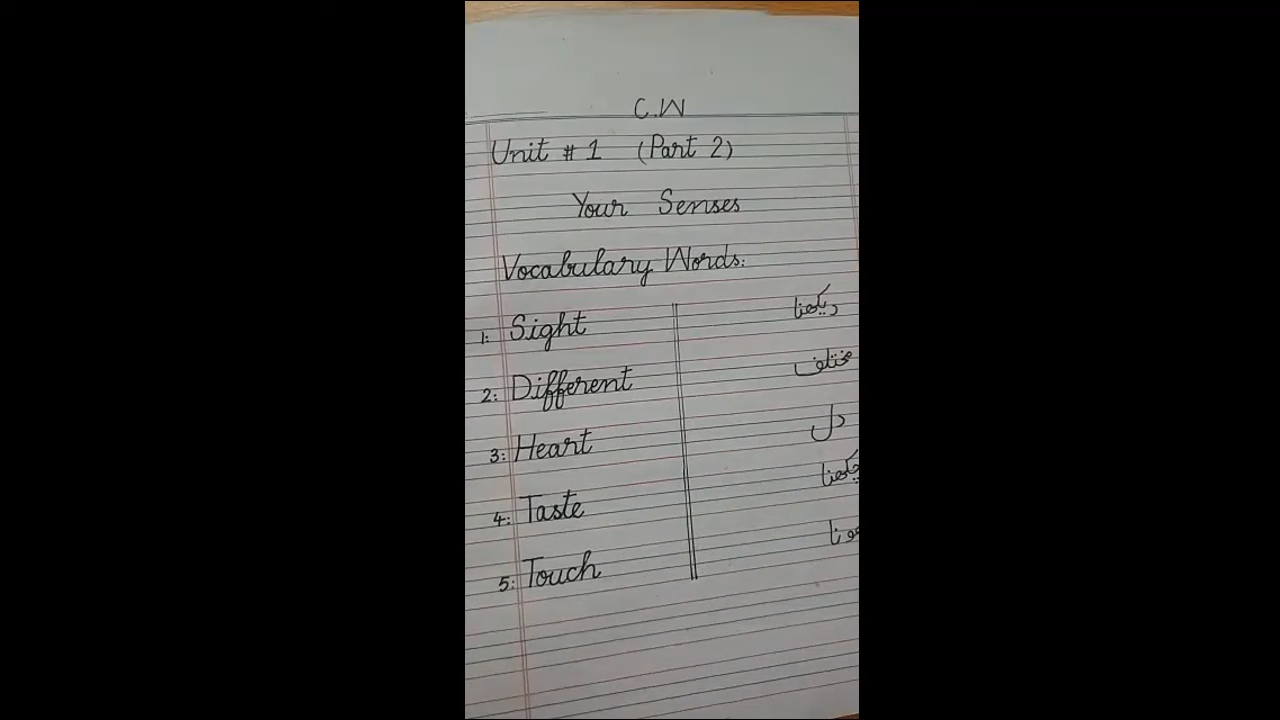 C.W
Unit # 1 (Part 2)
Your Senses
Vocabulary Words:
1: Sight دیکھنا
2: Different مختلف
3: Heart دل
4: Taste چکھنا
5: Touch